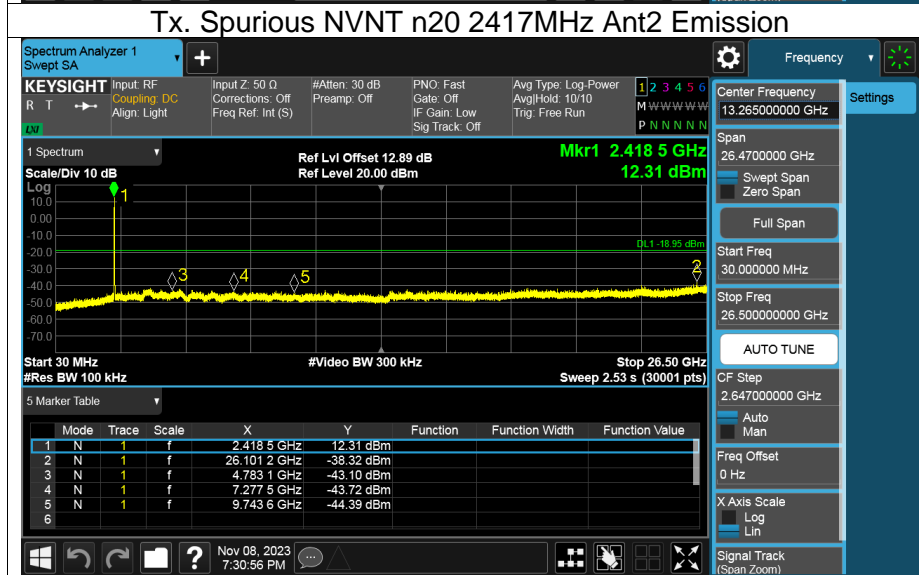 (Span Zoom)
Tx. Spurious NVNT n20 2417MHz Ant2 Emission
Spectrum Analyzer 1
Swept SA
+
Frequency
KEYSIGHT
R T
LXI
Input: RF
Coupling: DC
Align: Light
Input Z: 50 Ω
Corrections: Off
Freq Ref: Int (S)
#Atten: 30 dB
Preamp: Off
PNO: Fast
Gate: Off
IF Gain: Low
Sig Track: Off
Avg Type: Log-Power
Avg|Hold: 10/10
Trig: Free Run
1 2 3 4 5 6
M W W W W W
P N N N N N
1 Spectrum
Scale/Div 10 dB
Ref Lvl Offset 12.89 dB
Ref Level 20.00 dBm
Mkr1 2.418 5 GHz
12.31 dBm
Log
10.0
0.00
-10.0
-20.0
-30.0
-40.0
-50.0
-60.0
-70.0
1
3
4
5
2
DL1 -18.95 dBm
Start 30 MHz
#Video BW 300 kHz
Stop 26.50 GHz
#Res BW 100 kHz
Sweep 2.53 s (30001 pts)
5 Marker Table
Mode Trace Scale X Y Function Function Width Function Value
1 N 1 f 2.418 5 GHz 12.31 dBm
2 N 1 f 26.101 2 GHz -38.32 dBm
3 N 1 f 4.783 1 GHz -43.10 dBm
4 N 1 f 7.277 5 GHz -43.72 dBm
5 N 1 f 9.743 6 GHz -44.39 dBm
6
?
Nov 08, 2023
7:30:56 PM
Center Frequency
13.265000000 GHz
Settings
Span
26.4700000 GHz
Swept Span
Zero Span
Full Span
Start Freq
30.000000 MHz
Stop Freq
26.500000000 GHz
AUTO TUNE
CF Step
2.647000000 GHz
Auto
Man
Freq Offset
0 Hz
X Axis Scale
Log
Lin
Signal Track
(Span Zoom)